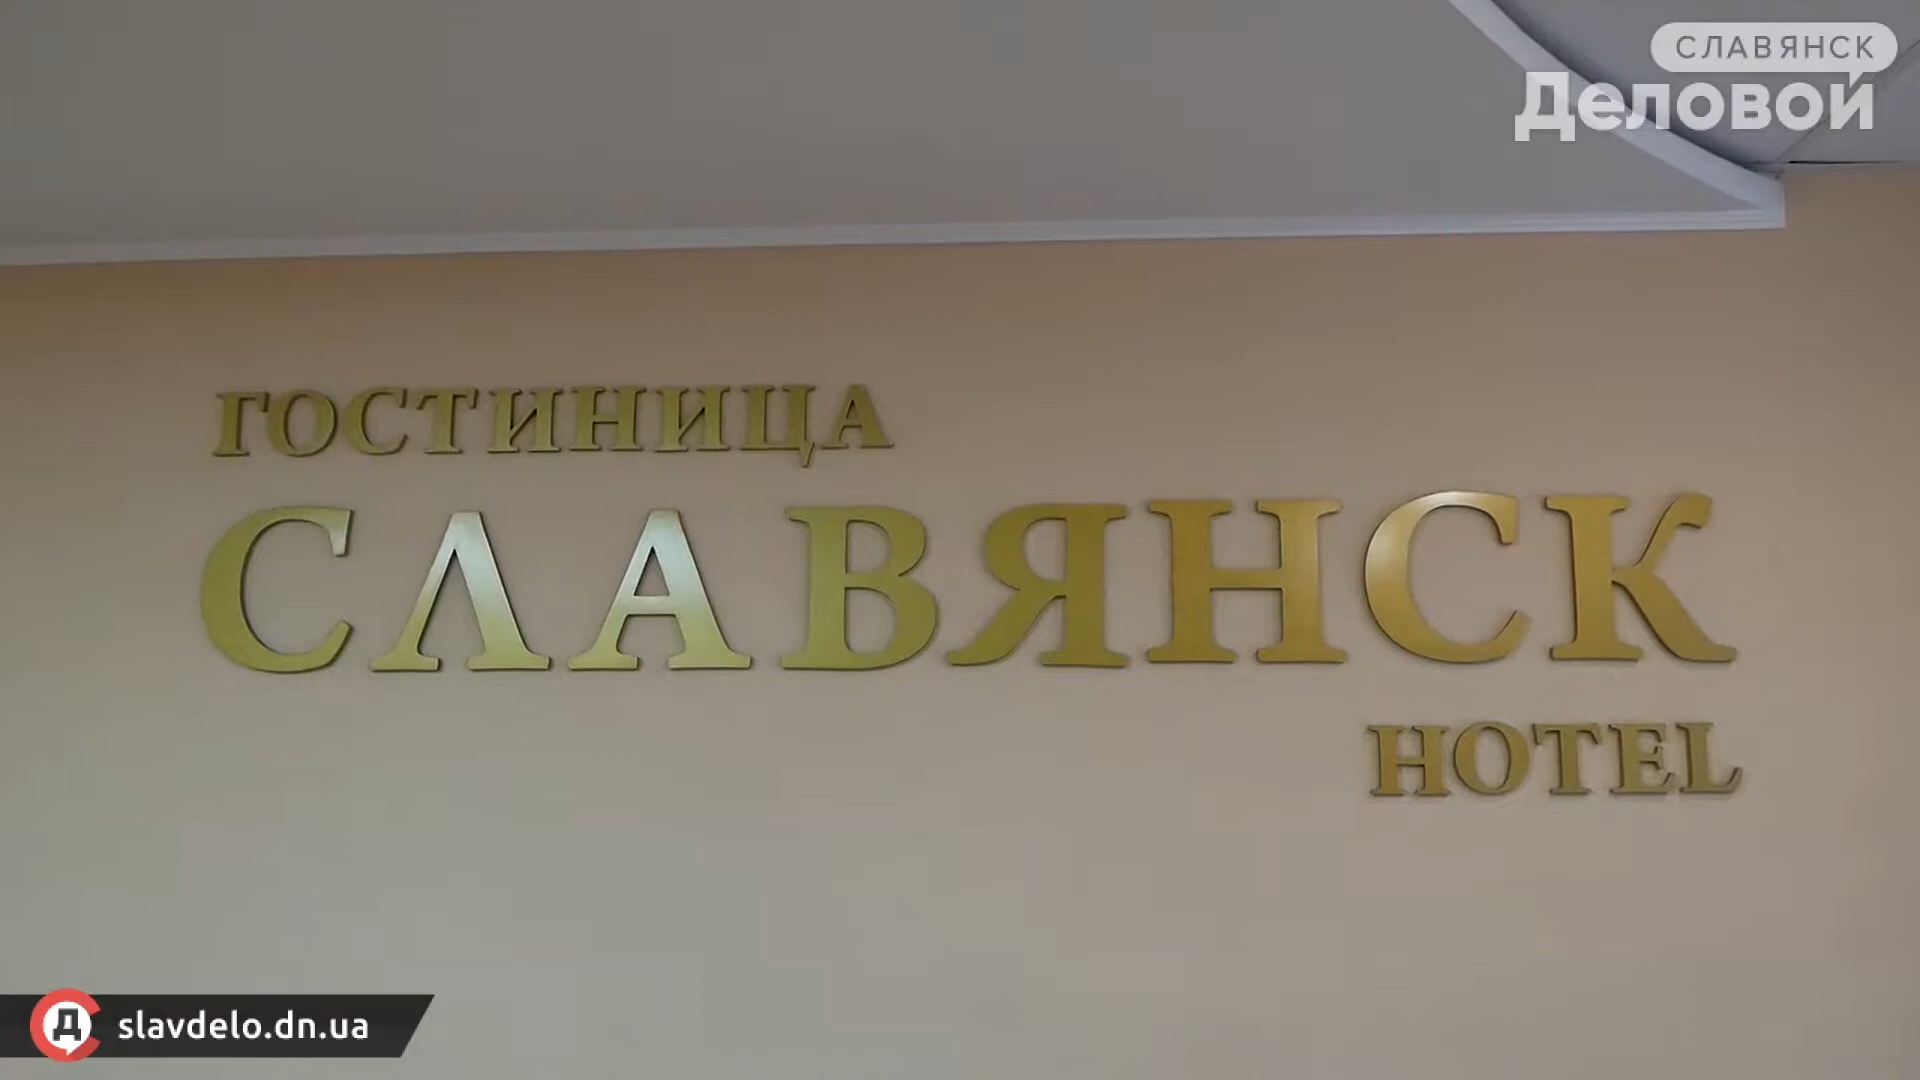 СЛАВЯНСК
Деловой
ГОСТИНИЦА
СЛАВЯНСК
HOTEL
Д slavdelo.dn.ua